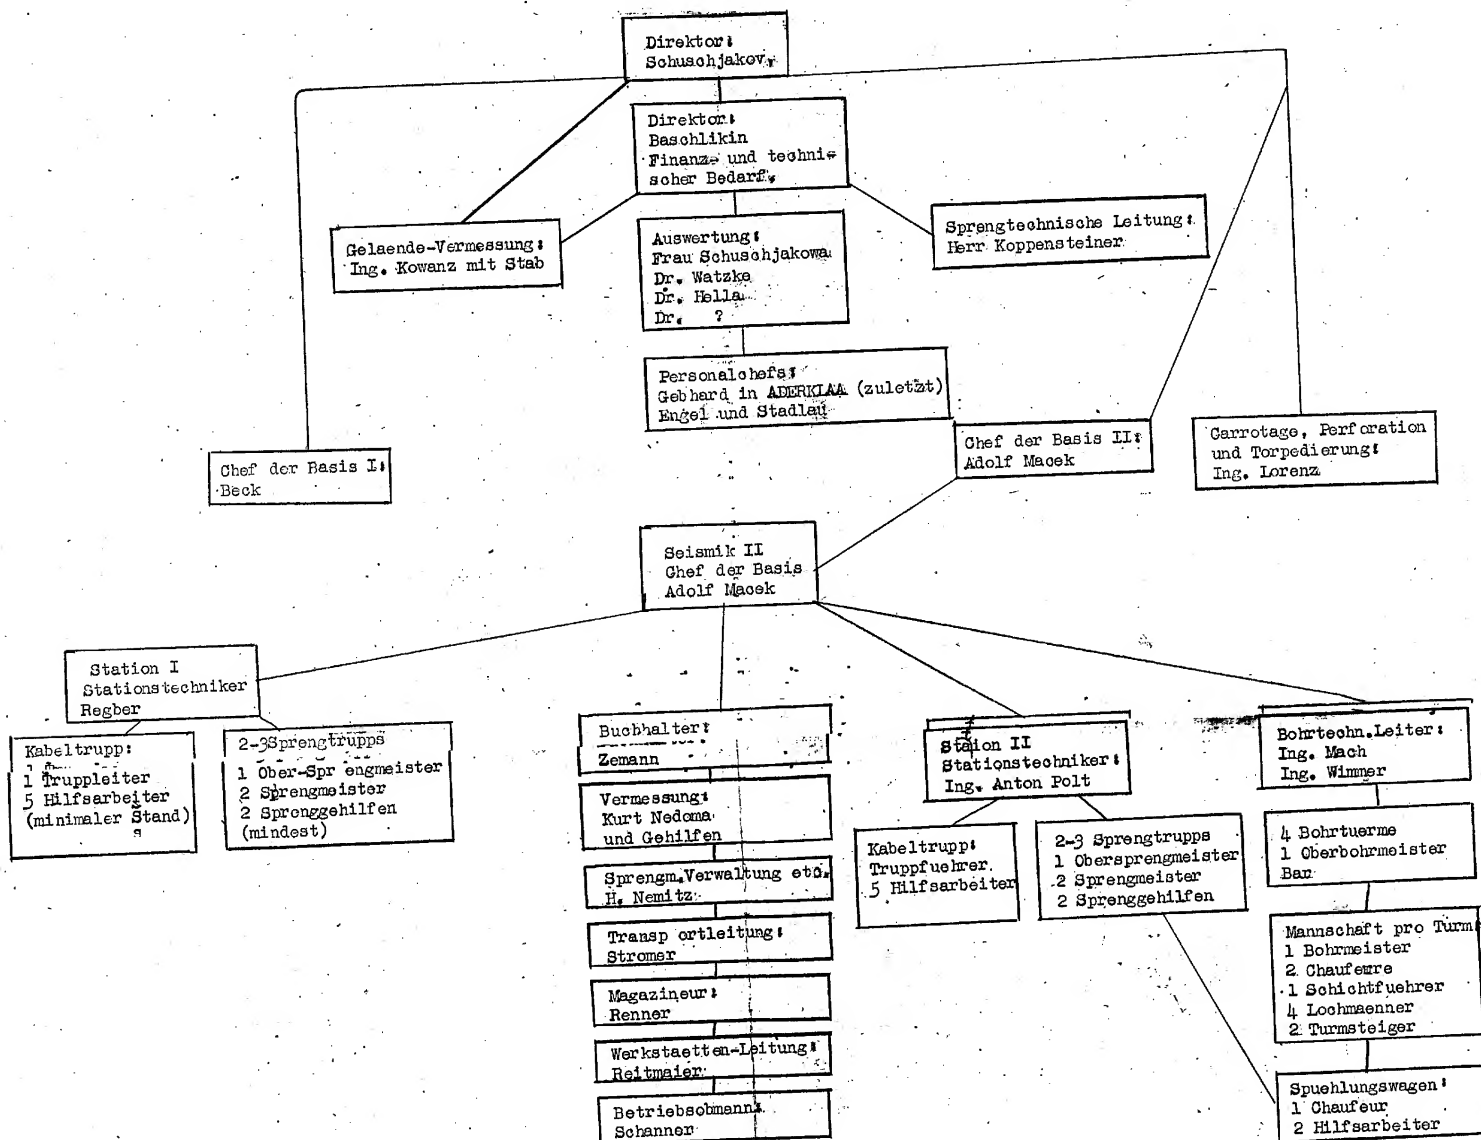 Direktor:
Schuschjakov,
Direktor:
Baschlikin
Finanz- und techni-
scher Bedarf,
Gelaende-Vermessung:
Ing. Kowanz mit Stab
Auswertung:
Frau Schuschjakowa
Dr. Watzke
Dr. Hella
Dr. ?
Sprengtechnische Leitung:
Herr Koppensteiner
Personalchefs:
Gebhard in ADERKLAA (zuletzt)
Engel und Stadlau
Chef der Basis I:
Beck
Chef der Basis II:
Adolf Macek
Carrotage, Perforation
und Torpedierung:
Ing. Lorenz
Seismik II
Chef der Basis
Adolf Macek
Station I
Stationstechniker
Regber
Kabeltrupp:
1 Truppleiter
5 Hilfsarbeiter
(minimaler Stand)
2-3Sprengtrupps
1 Ober-Sprengmeister
2 Sprengmeister
2 Sprenggehilfen
(mindest)
Buchhalter:
Zemann
Vermessung:
Kurt Nedoma
und Gehilfen
Sprengm.Verwaltung etc.
H. Nemitz
Transportleitung:
Stromer
Magazineur:
Renner
Werkstaetten-Leitung:
Reitmaier
Betriebsobmann:
Schanner
Station II
Stationstechniker:
Ing. Anton Polt
Kabeltrupp:
Truppfuehrer
5 Hilfsarbeiter
2-3 Sprengtrupps
1 Obersprengmeister
2 Sprengmeister
2 Sprenggehilfen
Bohrtechn.Leiter:
Ing. Mach
Ing. Wimmer
4 Bohrtuerme
1 Oberbohrmeister
Ban
Mannschaft pro Turm
1 Bohrmeister
2 Chaufeure
1 Schichtfuehrer
4 Lochmaenner
2 Turmsteiger
Spuehlungswagen:
1 Chaufeur
2 Hilfsarbeiter